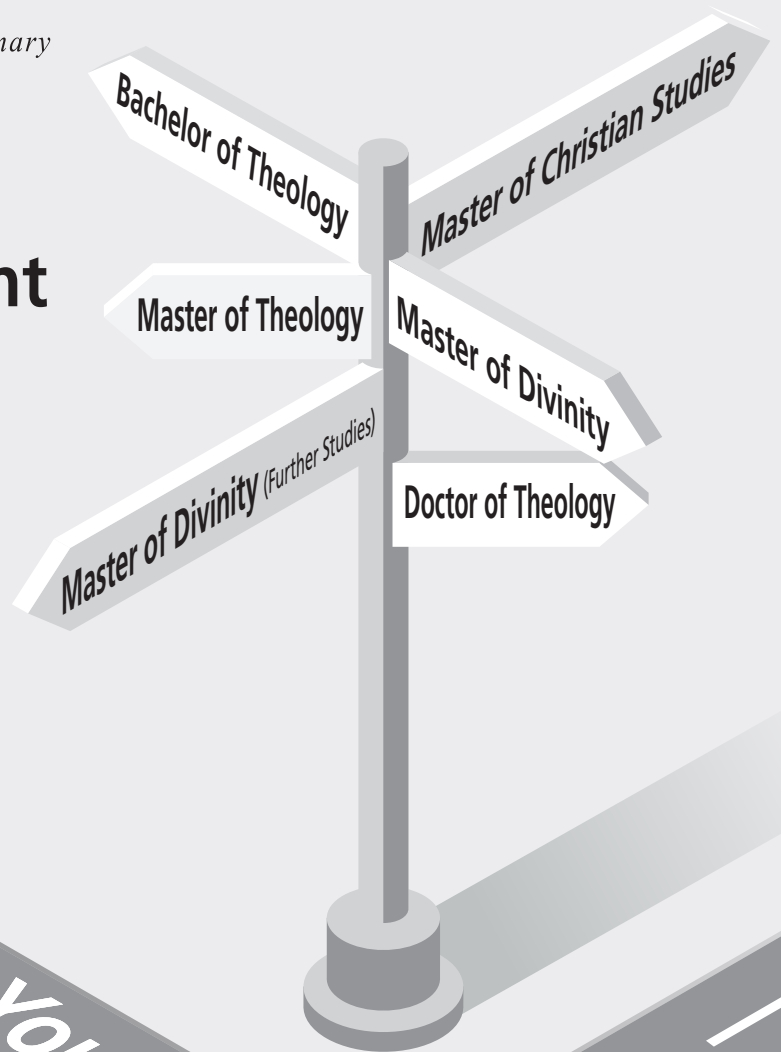 Bachelor of Theology
Master of Christian Studies
Master of Theology
Master of Divinity
Master of Divinity (Further Studies)
Doctor of Theology